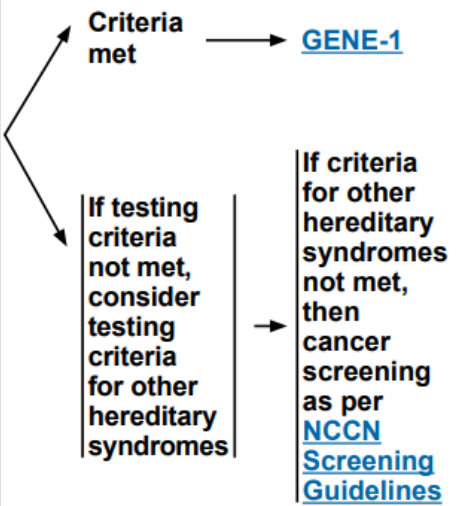 Criteria
met
GENE-1
If testing
criteria
not met,
consider
testing
criteria
for other
hereditary
syndromes
If criteria
for other
hereditary
syndromes
not met,
then
cancer
screening
as per
NCCN
Screening
Guidelines